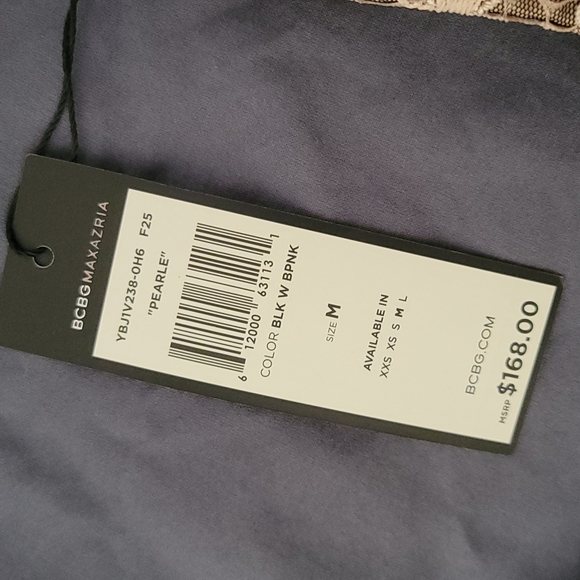 BCBGMAXAZRIA
YBJ1V238-0H6 F25
"PEARLE"
6 12000 63113 1
COLOR BLK W BPNK
SIZE M
AVAILABLE IN
XXS XS S M L
BCBG.COM
MSRP $168.00